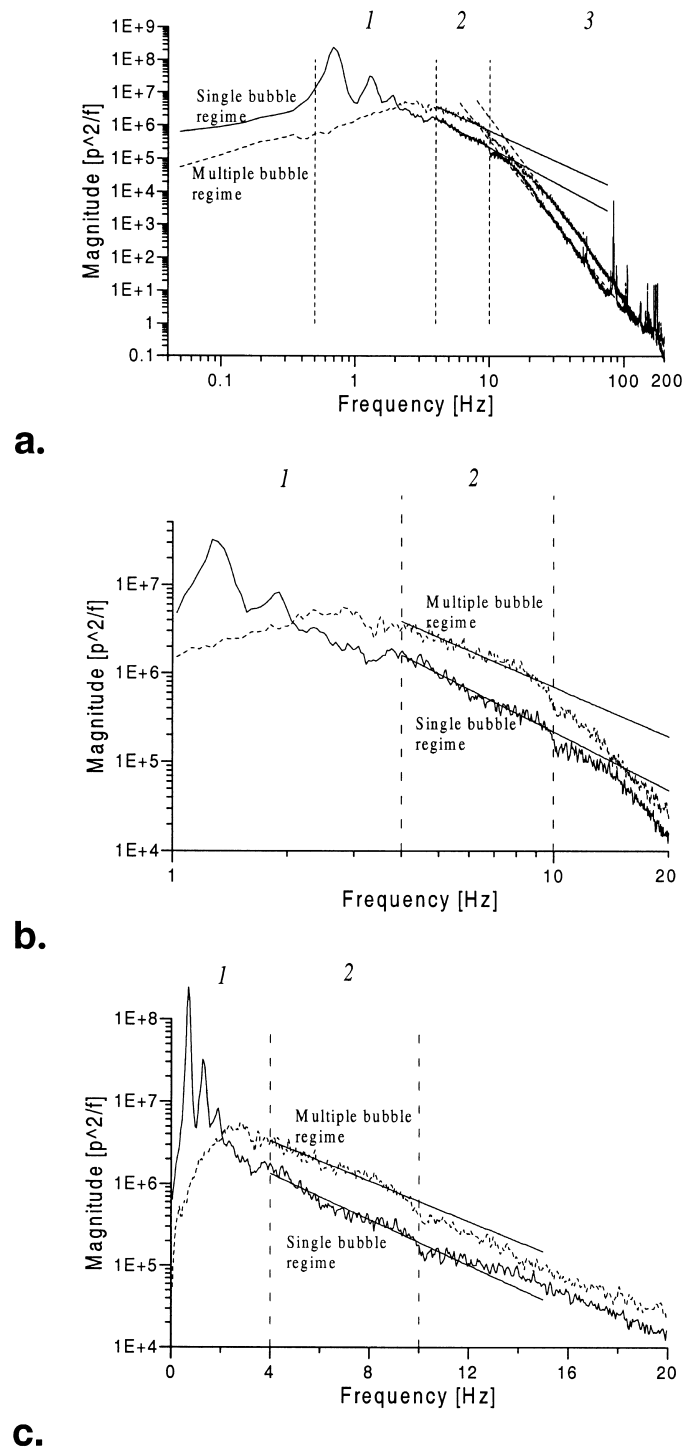 1 2 3
1E+9
1E+8
1E+7
1E+6
1E+5
1E+4
1E+3
1E+2
1E+1
1
0.1
Magnitude [p^2/f]
Single bubble
regime
Multiple bubble
regime
0.1 1 10 100 200
Frequency [Hz]
a.
1 2
1E+7
1E+6
1E+5
1E+4
Magnitude [p^2/f]
Multiple bubble
regime
Single bubble
regime
1 10 20
Frequency [Hz]
b.
1 2
1E+8
1E+7
1E+6
1E+5
1E+4
Magnitude [p^2/f]
Multiple bubble
regime
Single bubble
regime
0 4 8 12 16 20
Frequency [Hz]
c.